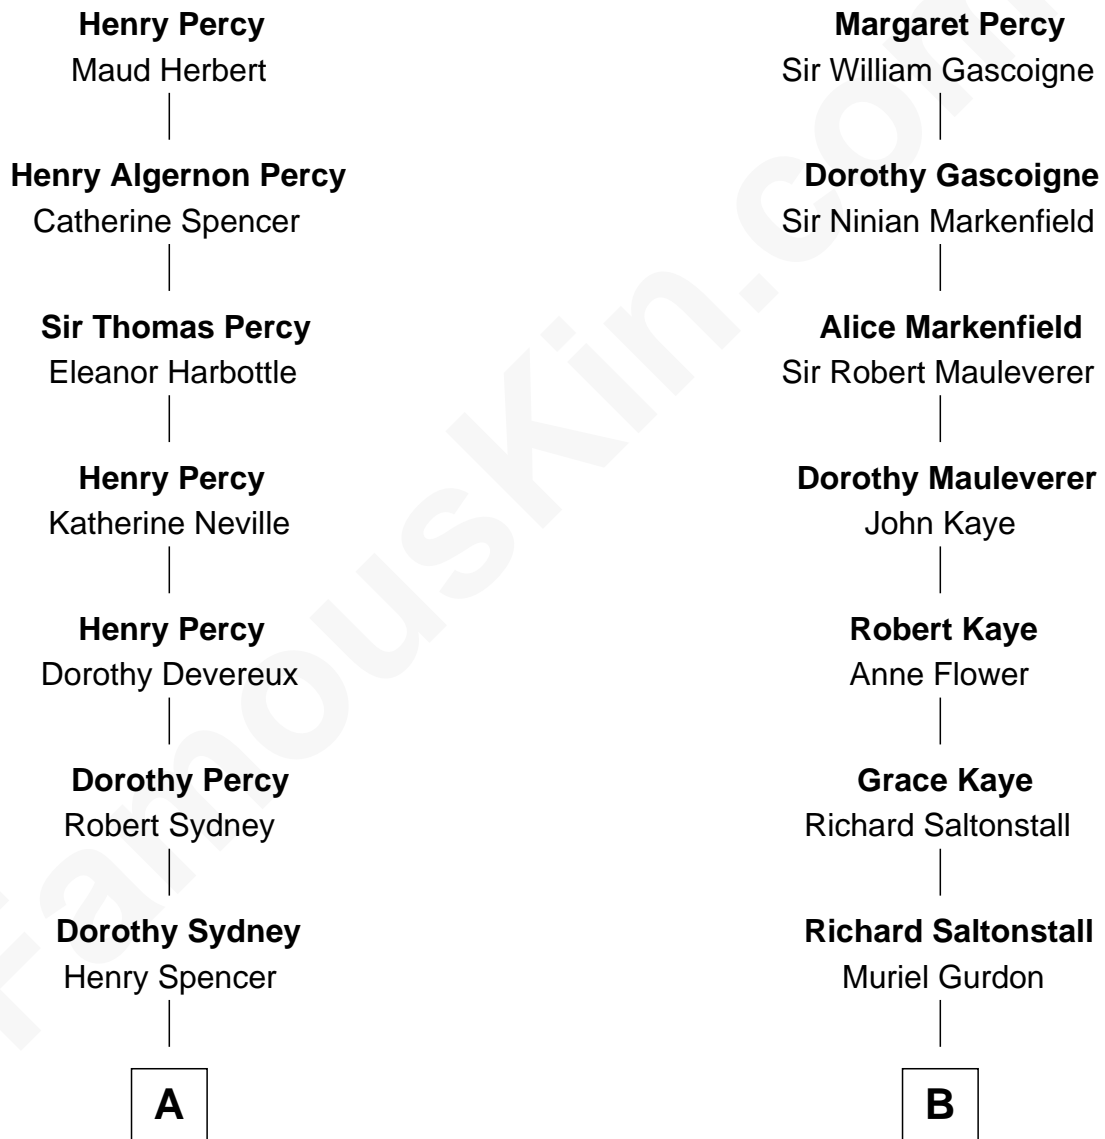 Henry Percy
Maud Herbert
Henry Algernon Percy
Catherine Spencer
Sir Thomas Percy
Eleanor Harbottle
Henry Percy
Katherine Neville
Henry Percy
Dorothy Devereux
Dorothy Percy
Robert Sydney
Dorothy Sydney
Henry Spencer
A
Margaret Percy
Sir William Gascoigne
Dorothy Gascoigne
Sir Ninian Markenfield
Alice Markenfield
Sir Robert Mauleverer
Dorothy Mauleverer
John Kaye
Robert Kaye
Anne Flower
Grace Kaye
Richard Saltonstall
Richard Saltonstall
Muriel Gurdon
B
FamousKin.com